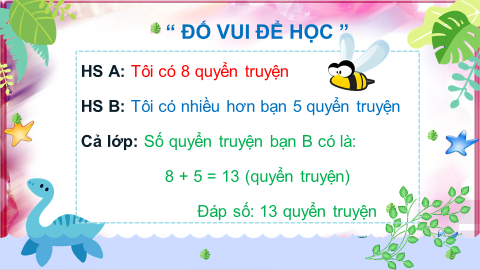 “ ĐỐ VUI ĐỂ HỌC ”
HS A: Tôi có 8 quyển truyện
HS B: Tôi có nhiều hơn bạn 5 quyển truyện
Cả lớp: Số quyển truyện bạn B có là:
8 + 5 = 13 (quyển truyện)
Đáp số: 13 quyển truyện